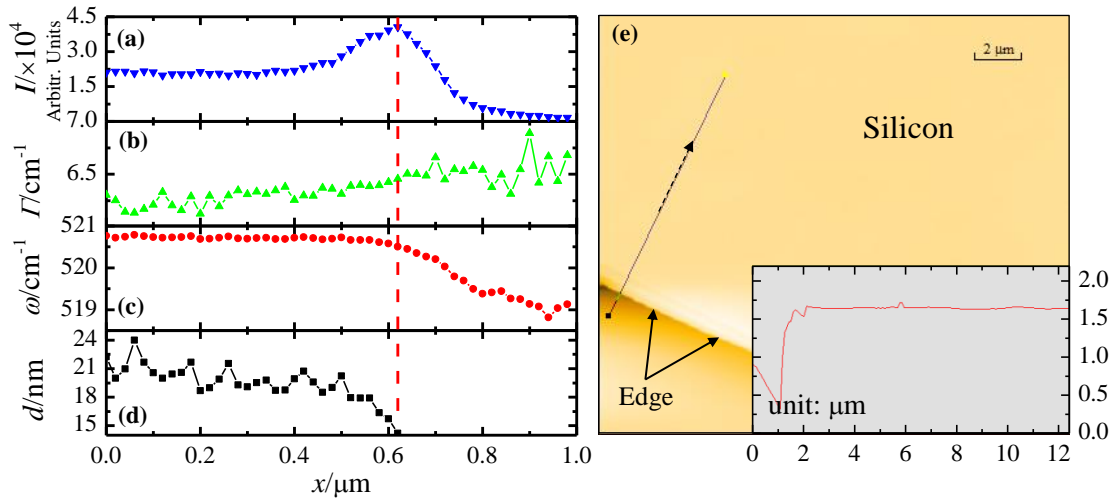 (a)
I/×10⁴
Arbitr. Units
4.5
3.0
1.5
7.0
(b)
Γ/cm⁻¹
6.5
521
(c)
ω/cm⁻¹
520
519
(d)
d/nm
24
21
18
15
0.0 0.2 0.4 0.6 0.8 1.0
x/μm
(e)
2 μm
Silicon
Edge
unit: μm
2.0
1.5
1.0
0.5
0.0
0 2 4 6 8 10 12